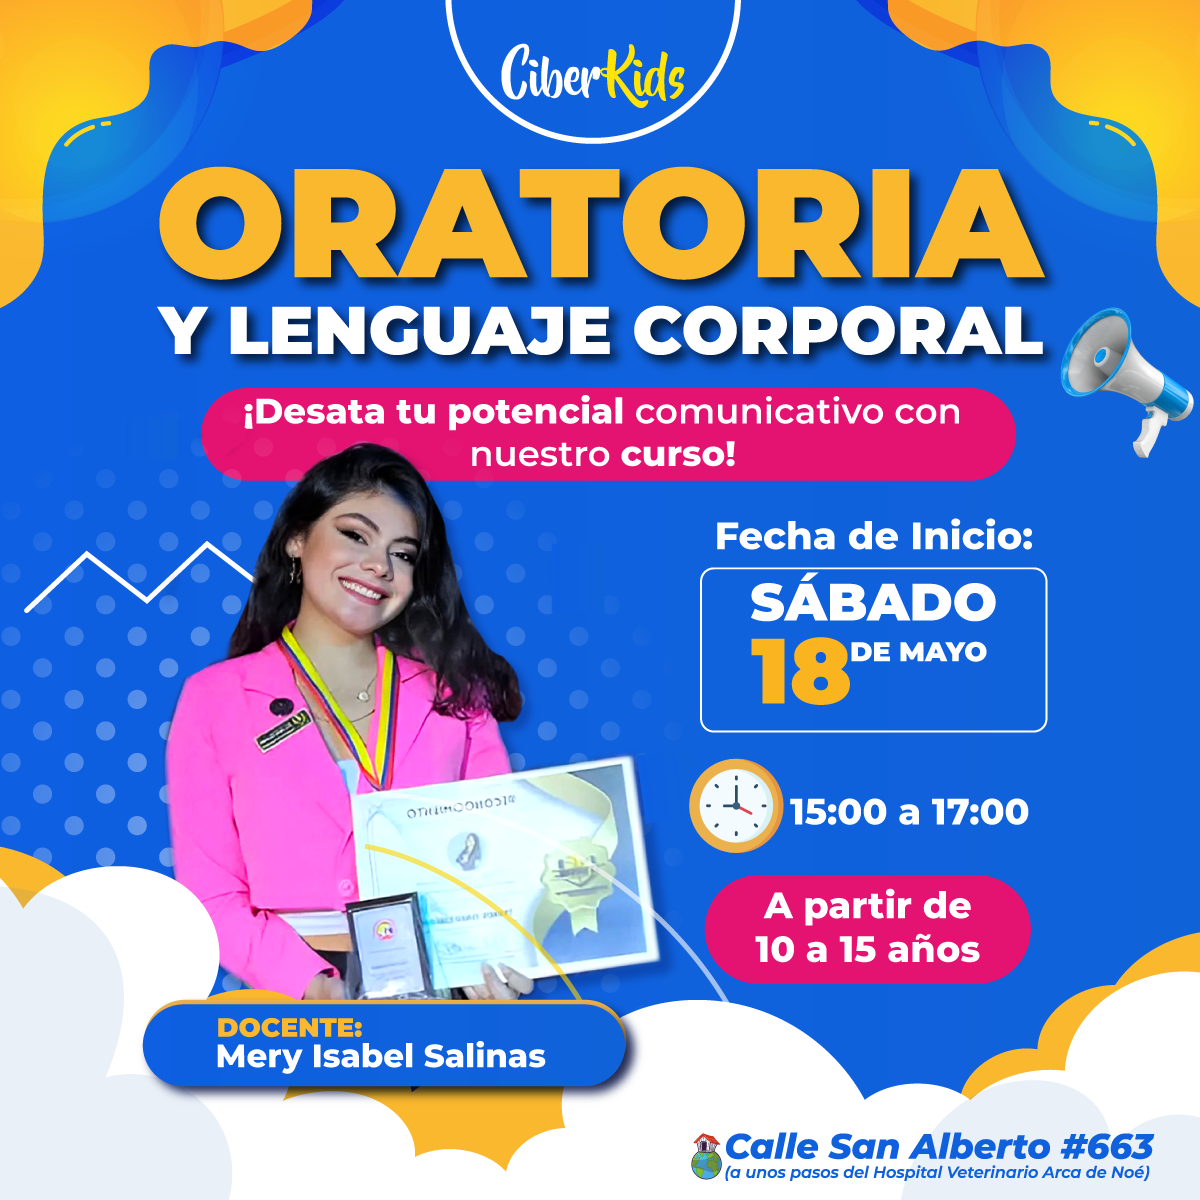 CiberKids
ORATORIA
Y LENGUAJE CORPORAL
¡Desata tu potencial comunicativo con
nuestro curso!
Fecha de Inicio:
SÁBADO
18 DE MAYO
15:00 a 17:00
A partir de
10 a 15 años
RECONOCIMIENTO
DOCENTE:
Mery Isabel Salinas
Calle San Alberto #663
(a unos pasos del Hospital Veterinario Arca de Noé)